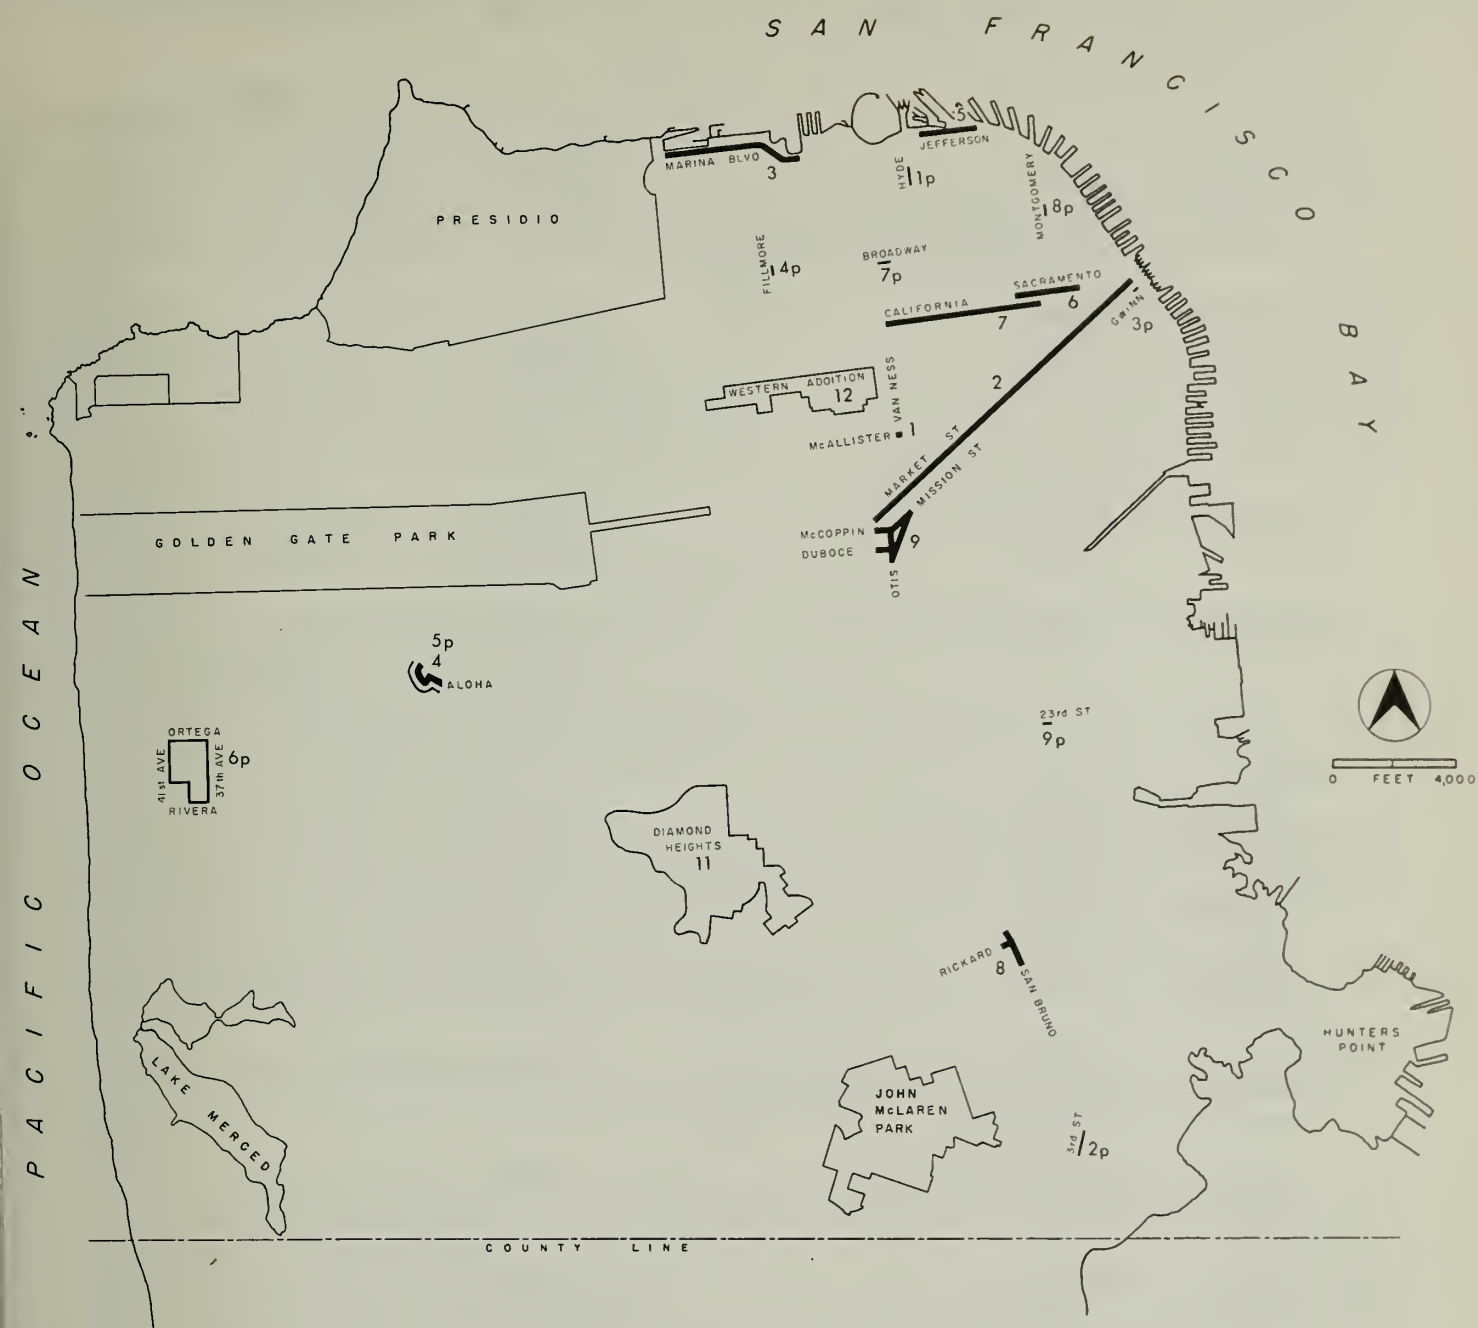 SAN FRANCISCO BAY
PACIFIC OCEAN
PRESIDIO
MARINA BLVD
3
5
JEFFERSON
HYDE
1p
MONTGOMERY
8p
FILLMORE
4p
BROADWAY
7p
SACRAMENTO
6
CALIFORNIA
7
GWINN
3p
2
WESTERN ADDITION
12
VAN NESS
McALLISTER
1
MARKET ST
MISSION ST
GOLDEN GATE PARK
McCOPPIN
DUBOCE
9
OTIS
5p
4
ALOHA
ORTEGA
41st AVE
37th AVE
6p
RIVERA
23rd ST
9p
0 FEET 4,000
DIAMOND
HEIGHTS
11
RICKARD
8
SAN BRUNO
HUNTERS
POINT
LAKE MERCED
JOHN
McLAREN
PARK
3rd ST
2p
COUNTY LINE